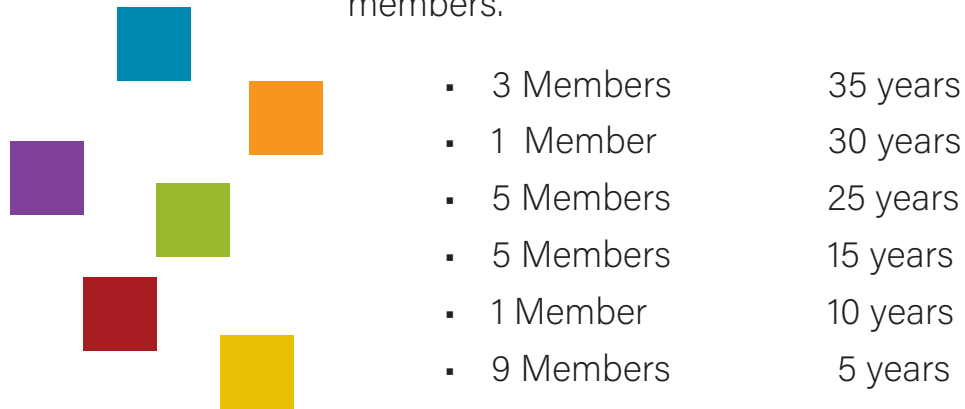 members.
▪ 3 Members 35 years
▪ 1 Member 30 years
▪ 5 Members 25 years
▪ 5 Members 15 years
▪ 1 Member 10 years
▪ 9 Members 5 years